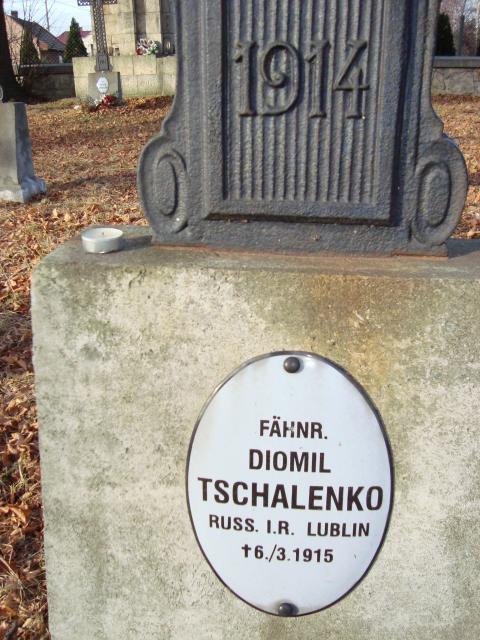 1914
FÄHNR.
DIOMIL
TSCHALENKO
RUSS. I.R. LUBLIN
✝6./3.1915